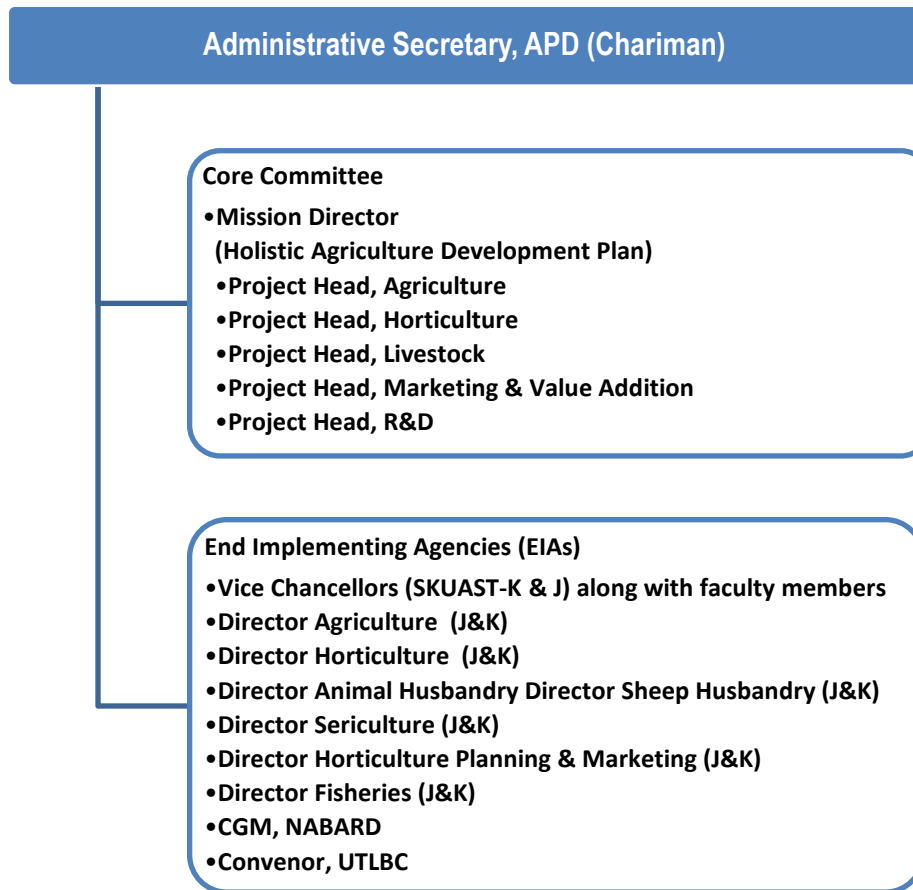 Administrative Secretary, APD (Chariman)
Core Committee
•Mission Director
(Holistic Agriculture Development Plan)
•Project Head, Agriculture
•Project Head, Horticulture
•Project Head, Livestock
•Project Head, Marketing & Value Addition
•Project Head, R&D
End Implementing Agencies (EIAs)
•Vice Chancellors (SKUAST-K & J) along with faculty members
•Director Agriculture (J&K)
•Director Horticulture (J&K)
•Director Animal Husbandry Director Sheep Husbandry (J&K)
•Director Sericulture (J&K)
•Director Horticulture Planning & Marketing (J&K)
•Director Fisheries (J&K)
•CGM, NABARD
•Convenor, UTLBC